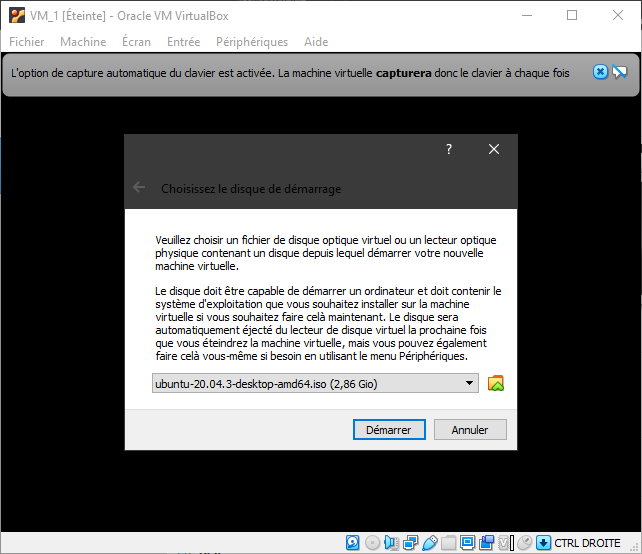 VM_1 [Éteinte] - Oracle VM VirtualBox
Fichier Machine Écran Entrée Périphériques Aide
L'option de capture automatique du clavier est activée. La machine virtuelle capturera donc le clavier à chaque fois
?
Choisissez le disque de démarrage
Veuillez choisir un fichier de disque optique virtuel ou un lecteur optique
physique contenant un disque depuis lequel démarrer votre nouvelle
machine virtuelle.
Le disque doit être capable de démarrer un ordinateur et doit contenir le
système d'exploitation que vous souhaitez installer sur la machine
virtuelle si vous souhaitez faire celà maintenant. Le disque sera
automatiquement éjecté du lecteur de disque virtuel la prochaine fois
que vous éteindrez la machine virtuelle, mais vous pouvez également
faire celà vous-même si besoin en utilisant le menu Périphériques.
ubuntu-20.04.3-desktop-amd64.iso (2,86 Gio)
Démarrer Annuler
CTRL DROITE